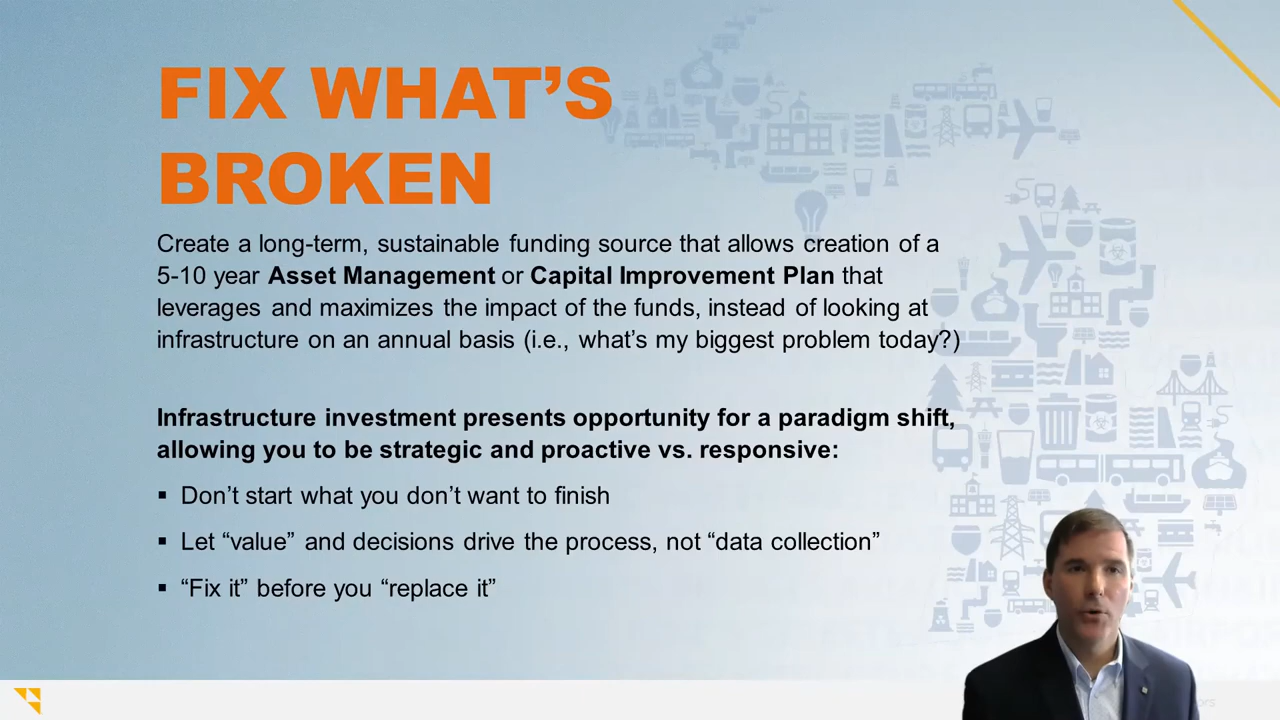 FIX WHAT’S
BROKEN
Create a long-term, sustainable funding source that allows creation of a
5-10 year Asset Management or Capital Improvement Plan that
leverages and maximizes the impact of the funds, instead of looking at
infrastructure on an annual basis (i.e., what’s my biggest problem today?)
Infrastructure investment presents opportunity for a paradigm shift,
allowing you to be strategic and proactive vs. responsive:
▪ Don’t start what you don’t want to finish
▪ Let “value” and decisions drive the process, not “data collection”
▪ “Fix it” before you “replace it”